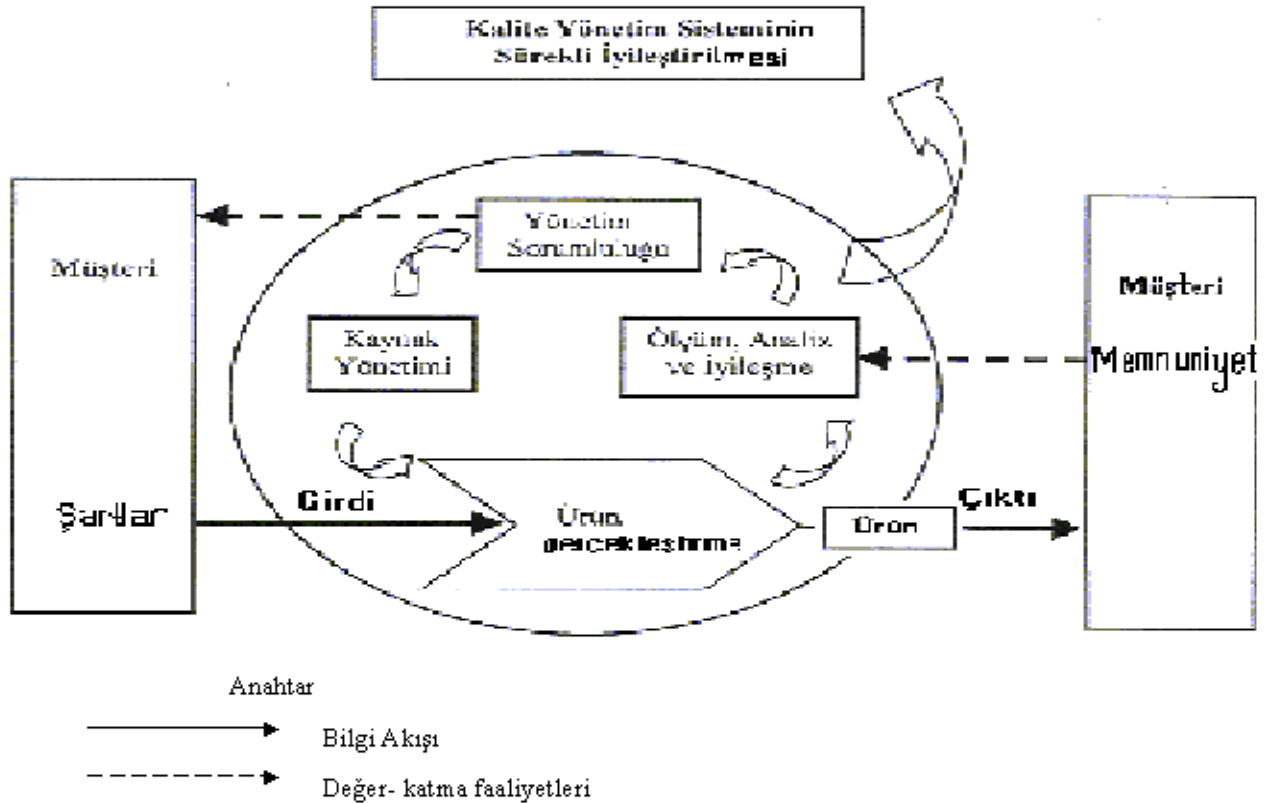 Kalite Yönetim Sisteminin
Sürekli İyileştirilmesi
Yönetim
Sorumluluğu
Müşteri
Müşteri
Kaynak
Yönetimi
Ölçüm, Analiz
ve İyileşme
Memnuniyet
Şartlar
Girdi
Ürün
gerçekleştirme
Ürün
Çıktı
Anahtar
Bilgi Akışı
Değer- katma faaliyetleri